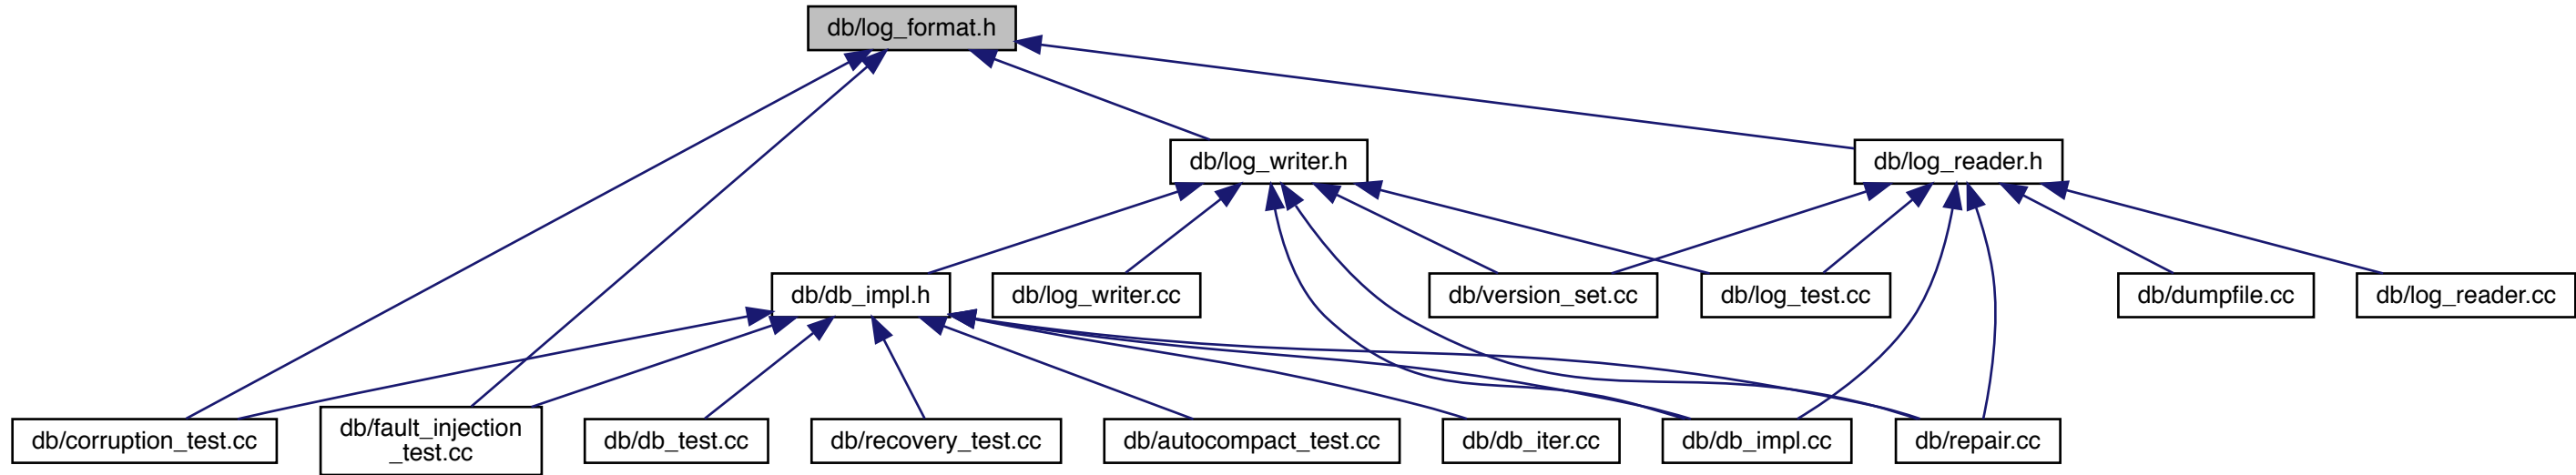 db/log_format.h
db/log_writer.h
db/log_reader.h
db/db_impl.h
db/log_writer.cc
db/version_set.cc
db/log_test.cc
db/dumpfile.cc
db/log_reader.cc
db/corruption_test.cc
db/fault_injection
_test.cc
db/db_test.cc
db/recovery_test.cc
db/autocompact_test.cc
db/db_iter.cc
db/db_impl.cc
db/repair.cc